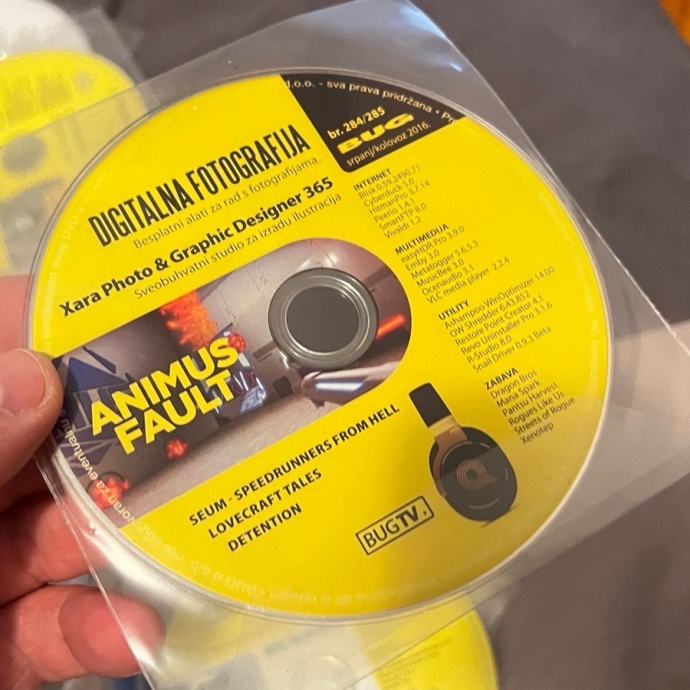 d.o.o. - sva prava pridržana •
br. 284/285
BUG
srpanj/kolovoz 2016.
DIGITALNA FOTOGRAFIJA
Besplatni alati za rad s fotografijama.
Xara Photo & Graphic Designer 365
Sveobuhvatni studio za izradu ilustracija
INTERNET
Blisk 0.59.2490.71
Cyberduck 5.0
HitmanPro 3.7.14
Peerio 1.4.1
SmartFTP 8.0
Vivaldi 1.2
MULTIMEDIJA
easyHDR Pro 3.9.0
Emby 3.0
Metatogger 5.6.5.3
MusicBee 3.0
Ocenaudio 3.1
VLC media player 2.2.4
UTILITY
Ashampoo WinOptimizer 14.00
OW Shredder 6.43.852
Restore Point Creator 4.1
Revo Uninstaller Pro 3.1.6
R-Studio 8.0
Snail Driver 0.9.3 Beta
ZABAVA
Dragon Bros
Mana Spark
Pantsu Harvest
Rogues Like Us
Streets of Rogue
Xenotep
ANIMUS
FAULT
SEUM - SPEEDRUNNERS FROM HELL
LOVECRAFT TALES
DETENTION
BUGTV.